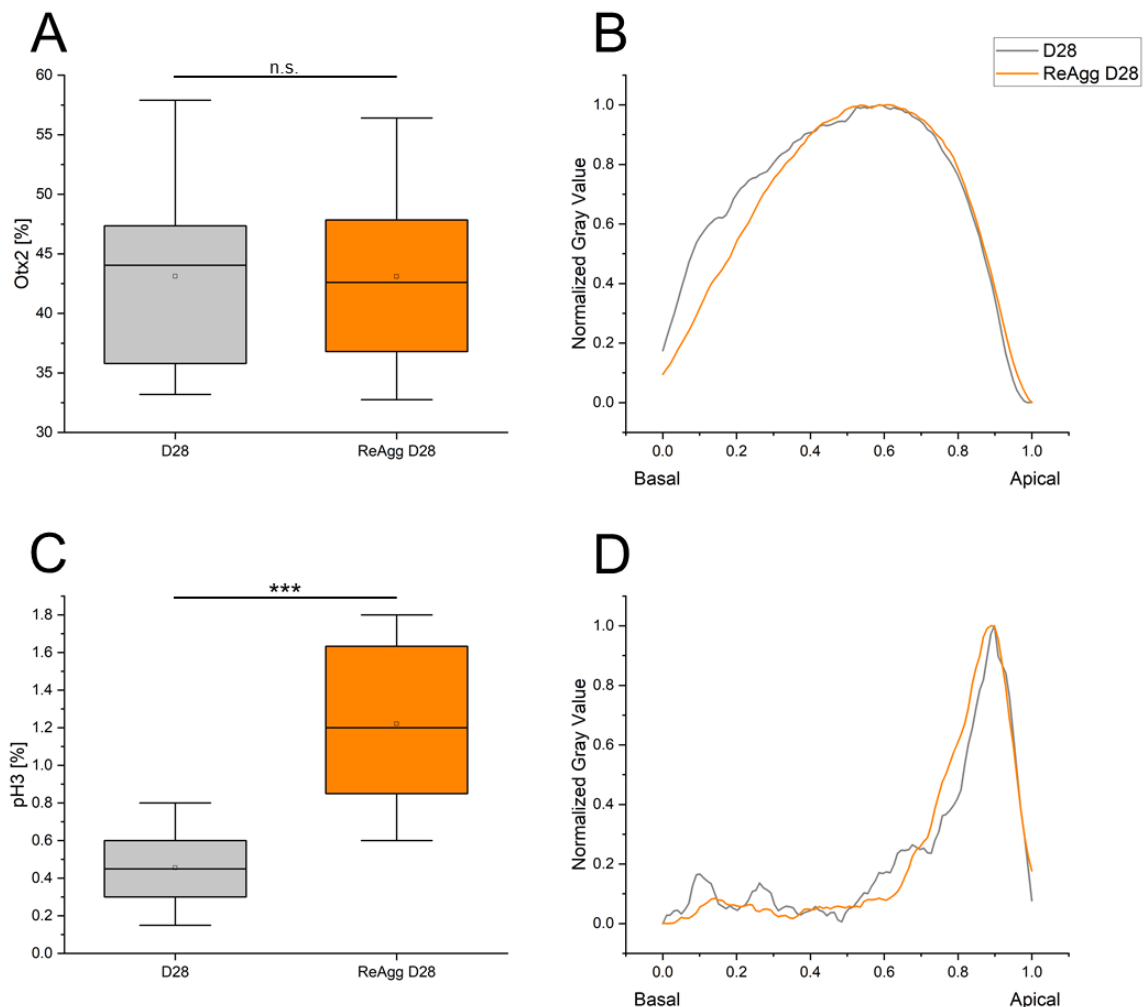 A
n.s.
Otx2 [%]
60
55
50
45
40
35
30
D28
ReAgg D28
B
D28
ReAgg D28
Normalized Gray Value
1.0
0.8
0.6
0.4
0.2
0.0
0.0 0.2 0.4 0.6 0.8 1.0
Basal Apical
C
***
pH3 [%]
1.8
1.6
1.4
1.2
1.0
0.8
0.6
0.4
0.2
0.0
D28
ReAgg D28
D
Normalized Gray Value
1.0
0.8
0.6
0.4
0.2
0.0
0.0 0.2 0.4 0.6 0.8 1.0
Basal Apical